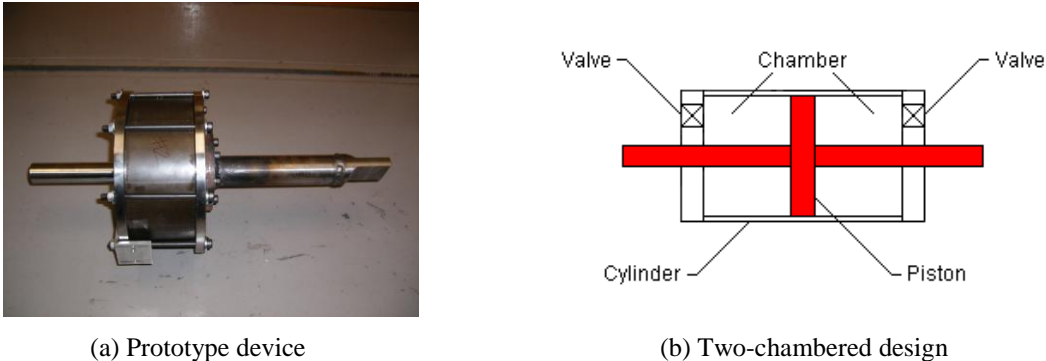 Valve
Chamber
Valve
Cylinder
Piston
(a) Prototype device
(b) Two-chambered design